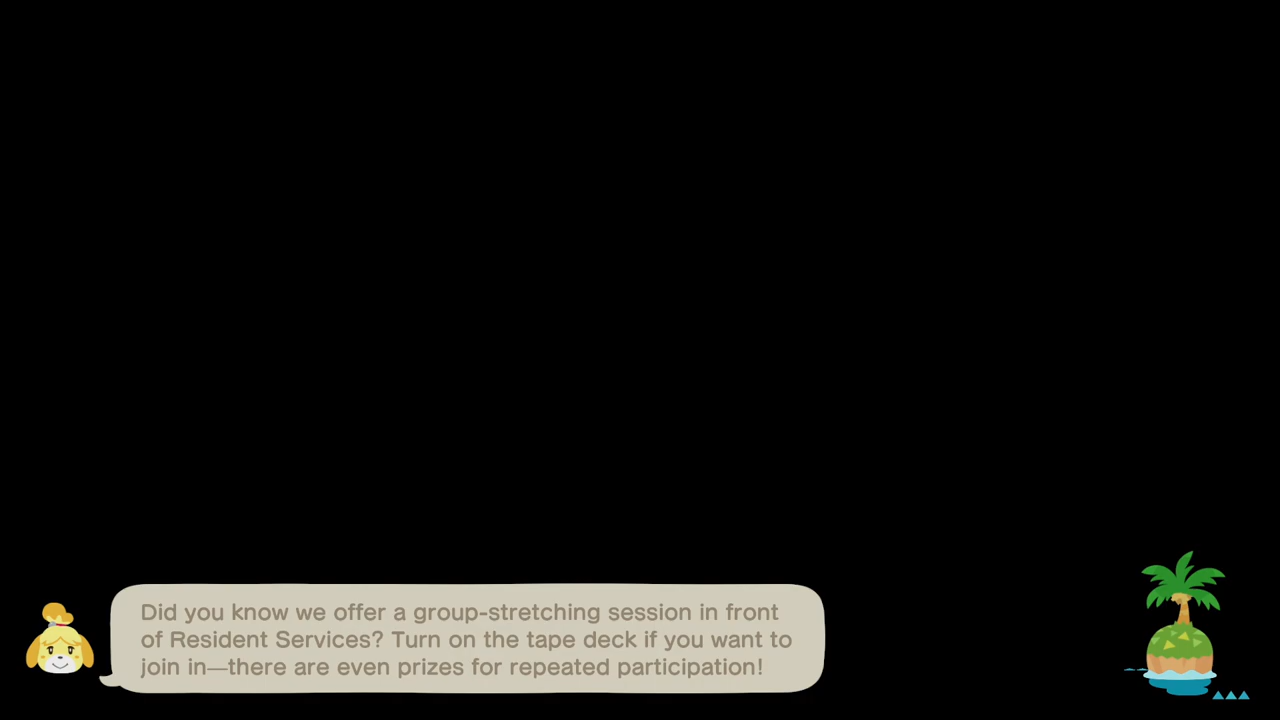 Did you know we offer a group-stretching session in front
of Resident Services? Turn on the tape deck if you want to
join in—there are even prizes for repeated participation!